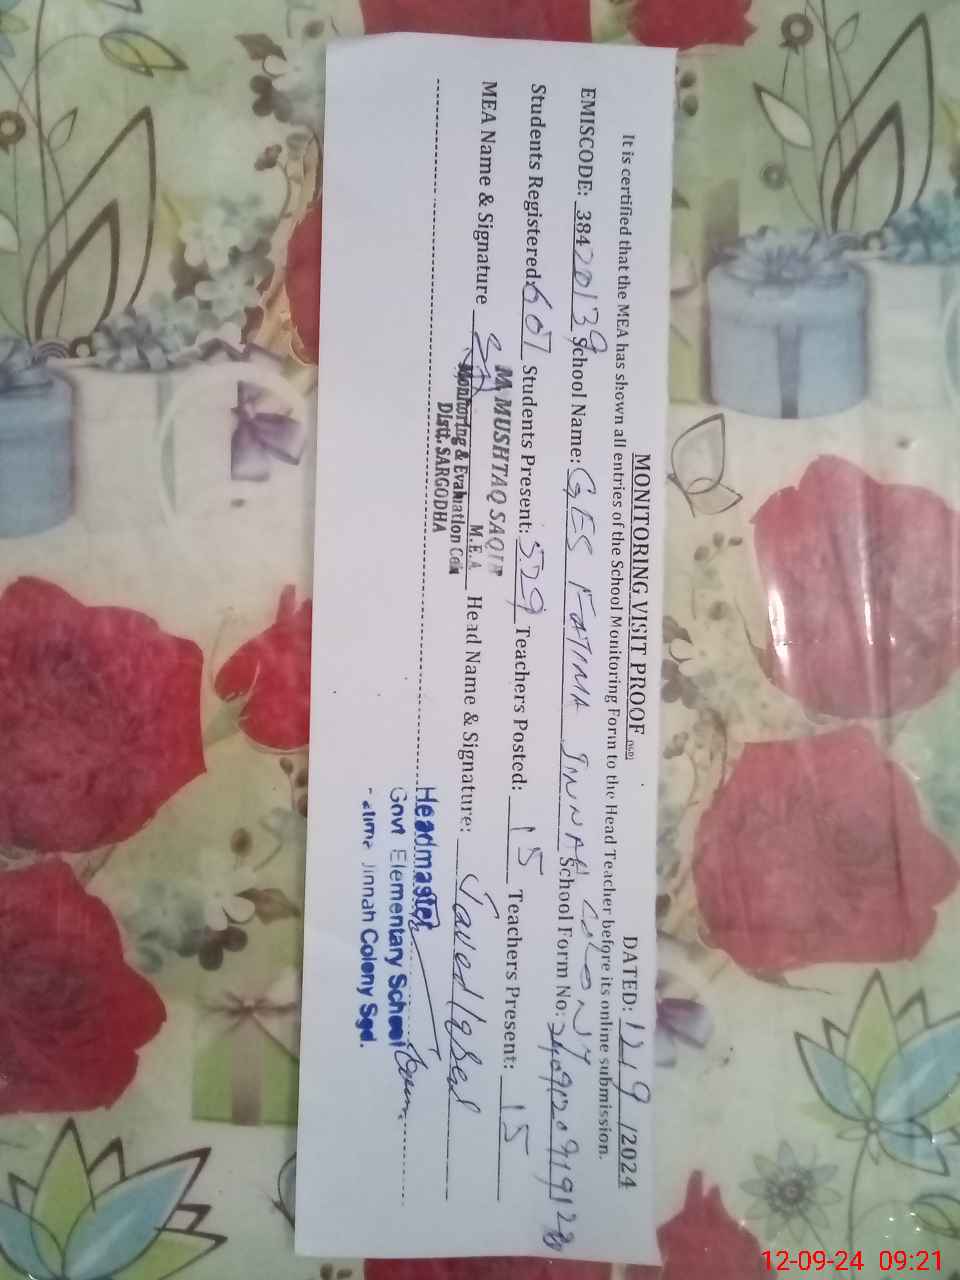 MONITORING VISIT PROOF (M&D) DATED: 12/9/2024
It is certified that the MEA has shown all entries of the School Monitoring Form to the Head Teacher before its online submission.
EMISCODE: 38420139 School Name: GES FATIMA JINNAH COLONY School Form No:
Students Registered: 607 Students Present: 529 Teachers Posted: 15 Teachers Present: 15
MEA Name & Signature Head Name & Signature: Javed Iqbal
M. MUSHTAQ SAQIB
M.E.A
Monitoring & Evaluation Cell
Distt. SARGODHA
Headmaster
Govt Elementary School
Fatima Jinnah Colony Sgd.
12-09-24 09:21